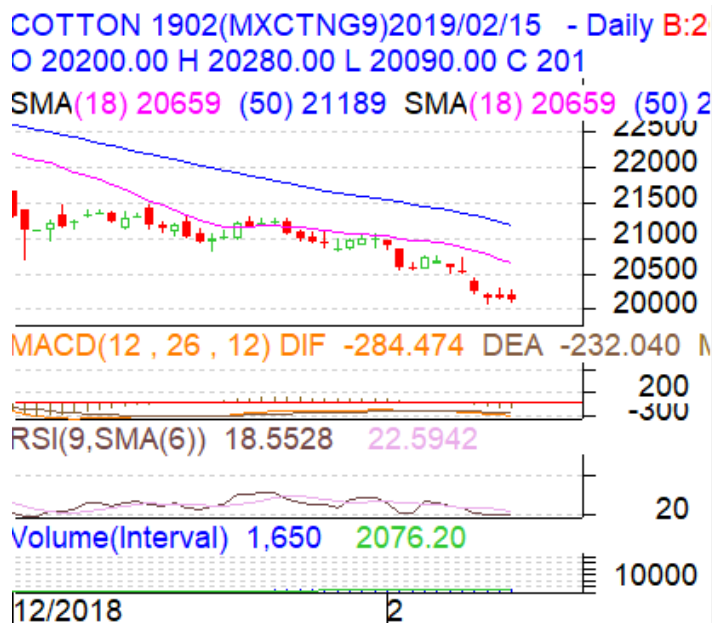 COTTON 1902(MXCTNG9)2019/02/15 - Daily B:2
O 20200.00 H 20280.00 L 20090.00 C 201
SMA(18) 20659 (50) 21189 SMA(18) 20659 (50) 2
22500
22000
21500
21000
20500
20000
MACD(12 , 26 , 12) DIF -284.474 DEA -232.040 M
200
-300
RSI(9,SMA(6)) 18.5528 22.5942
20
Volume(Interval) 1,650 2076.20
10000
12/2018 2